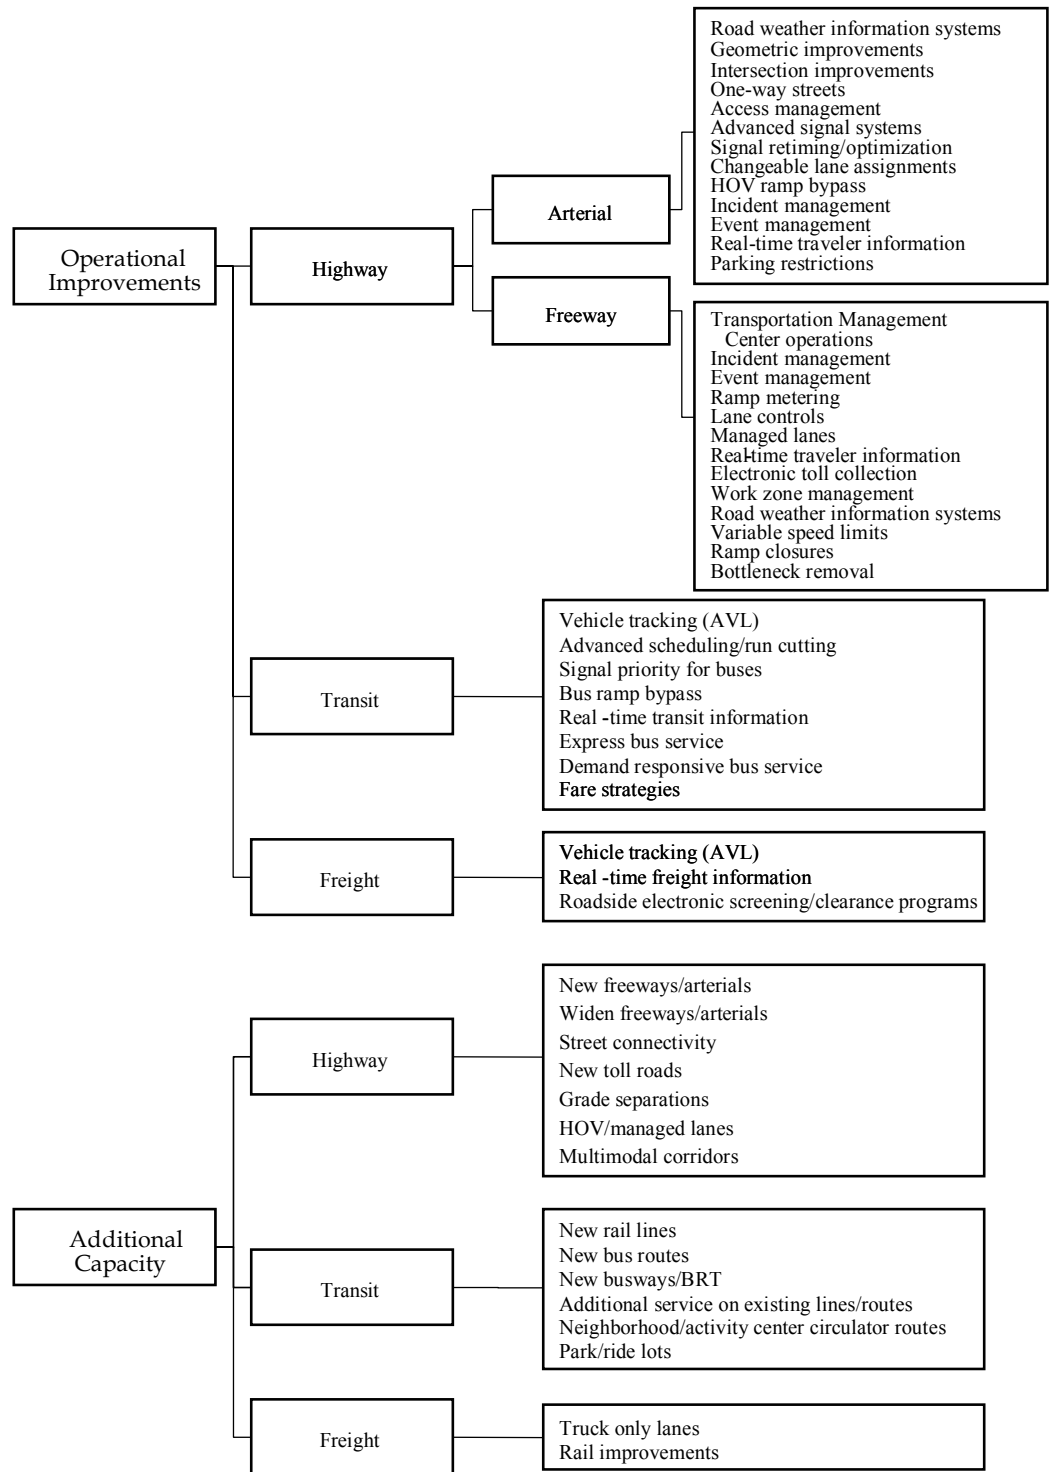 Operational
Improvements
Highway
Arterial
Road weather information systems
Geometric improvements
Intersection improvements
One-way streets
Access management
Advanced signal systems
Signal retiming/optimization
Changeable lane assignments
HOV ramp bypass
Incident management
Event management
Real-time traveler information
Parking restrictions
Freeway
Transportation Management
Center operations
Incident management
Event management
Ramp metering
Lane controls
Managed lanes
Real-time traveler information
Electronic toll collection
Work zone management
Road weather information systems
Variable speed limits
Ramp closures
Bottleneck removal
Transit
Vehicle tracking (AVL)
Advanced scheduling/run cutting
Signal priority for buses
Bus ramp bypass
Real -time transit information
Express bus service
Demand responsive bus service
Fare strategies
Freight
Vehicle tracking (AVL)
Real -time freight information
Roadside electronic screening/clearance programs
Additional
Capacity
Highway
New freeways/arterials
Widen freeways/arterials
Street connectivity
New toll roads
Grade separations
HOV/managed lanes
Multimodal corridors
Transit
New rail lines
New bus routes
New busways/BRT
Additional service on existing lines/routes
Neighborhood/activity center circulator routes
Park/ride lots
Freight
Truck only lanes
Rail improvements